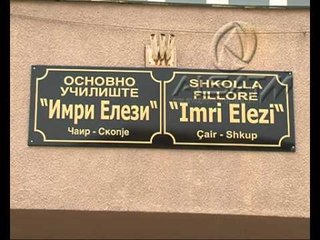 ОСНОВНО
УЧИЛИШТЕ
"Имри Елези"
Чаир - Скопје
SHKOLLA
FILLORE
"Imri Elezi"
Çair - Shkup